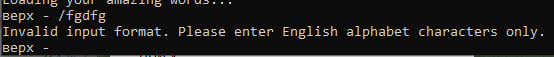 Loading your amazing words...
верх - /fgdfg
Invalid input format. Please enter English alphabet characters only.
верх -